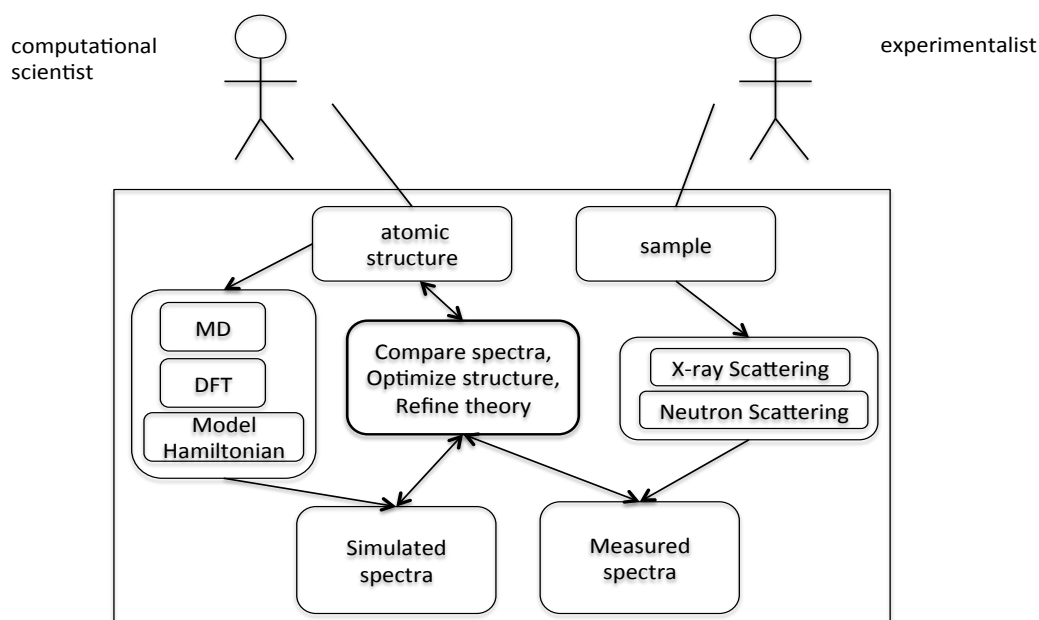 computational
scientist
experimentalist
atomic
structure
sample
MD
DFT
Model
Hamiltonian
Compare spectra,
Optimize structure,
Refine theory
X-ray Scattering
Neutron Scattering
Simulated
spectra
Measured
spectra